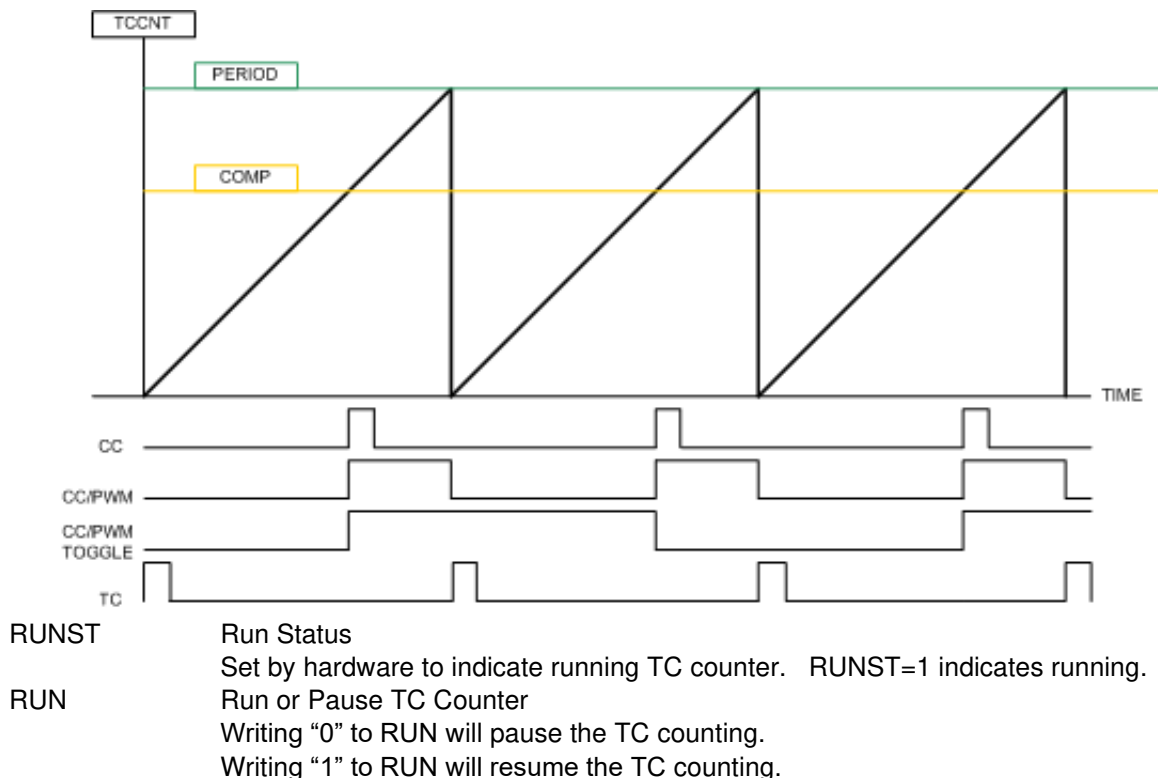 TCCNT
PERIOD
COMP
TIME
CC
CC/PWM
CC/PWM
TOGGLE
TC
RUNST Run Status
Set by hardware to indicate running TC counter. RUNST=1 indicates running.
RUN Run or Pause TC Counter
Writing “0” to RUN will pause the TC counting.
Writing “1” to RUN will resume the TC counting.